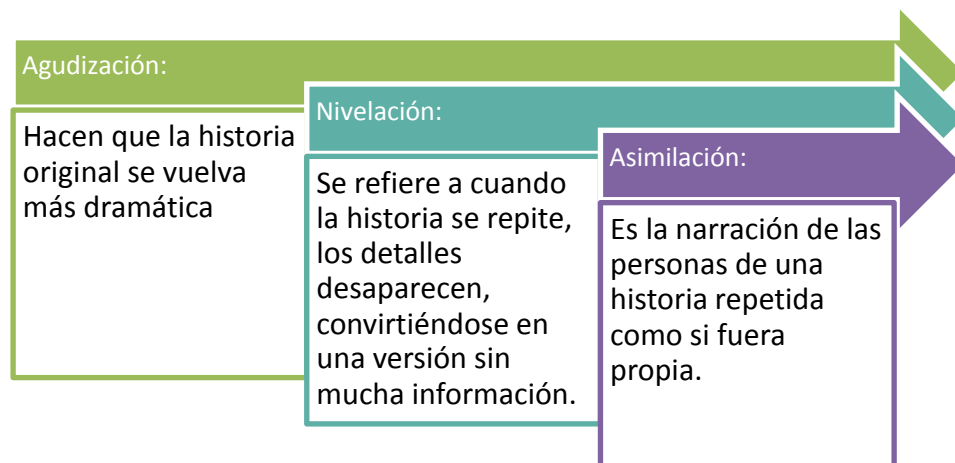 Agudización:
Hacen que la historia
original se vuelva
más dramática
Nivelación:
Se refiere a cuando
la historia se repite,
los detalles
desaparecen,
convirtiéndose en
una versión sin
mucha información.
Asimilación:
Es la narración de las
personas de una
historia repetida
como si fuera
propia.